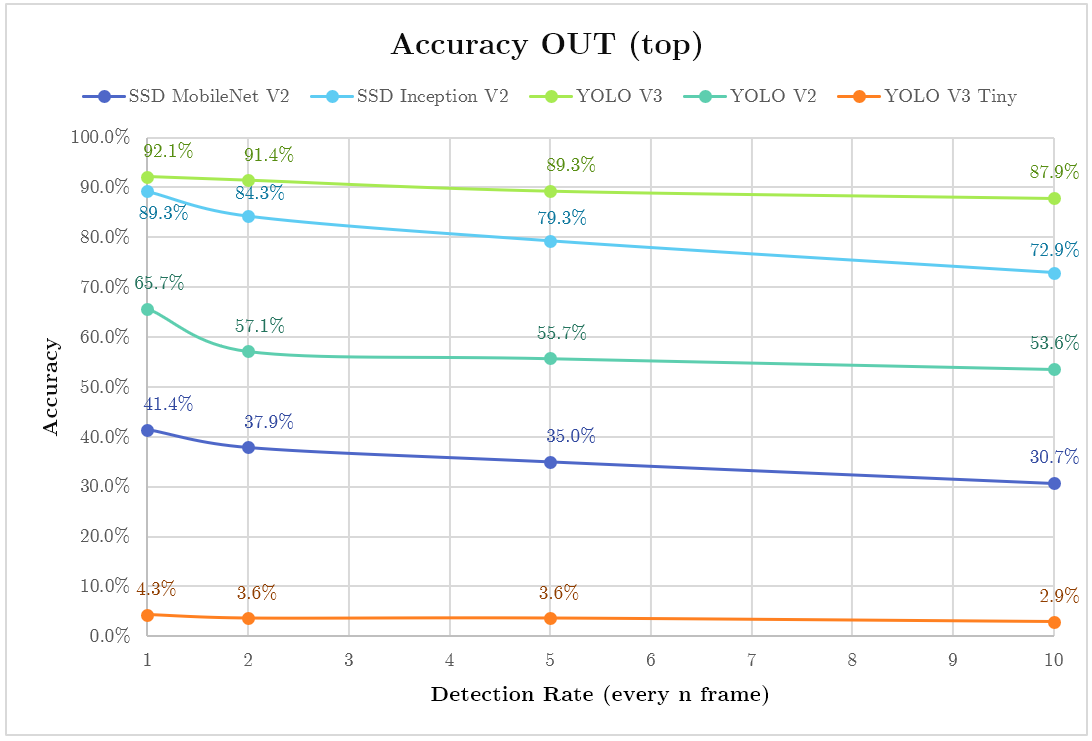 Accuracy OUT (top)
SSD MobileNet V2 SSD Inception V2 YOLO V3 YOLO V2 YOLO V3 Tiny
100.0%
92.1% 91.4% 89.3% 87.9%
90.0%
89.3% 84.3% 79.3% 72.9%
80.0%
70.0%
65.7% 57.1% 55.7% 53.6%
60.0%
50.0%
41.4% 37.9% 35.0% 30.7%
40.0%
30.0%
20.0%
10.0%
4.3% 3.6% 3.6% 2.9%
0.0%
1 2 3 4 5 6 7 8 9 10
Accuracy
Detection Rate (every n frame)